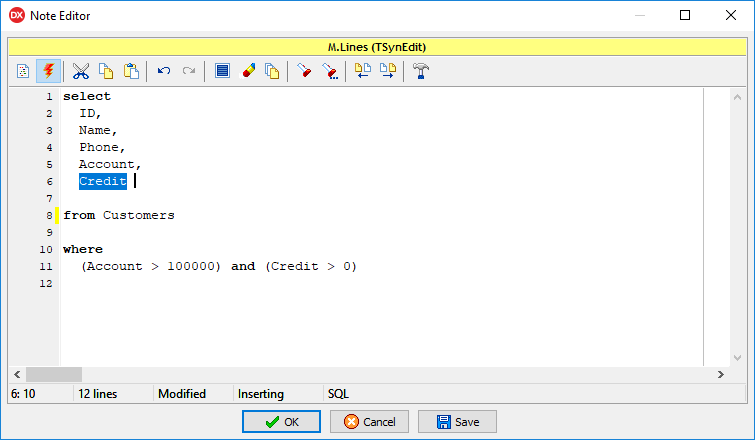 DX Note Editor
M.Lines (TSynEdit)
1 select
2 ID,
3 Name,
4 Phone,
5 Account,
6 Credit
7
8 from Customers
9
10 where
11 (Account > 100000) and (Credit > 0)
12
6: 10 12 lines Modified Inserting SQL
OK Cancel Save